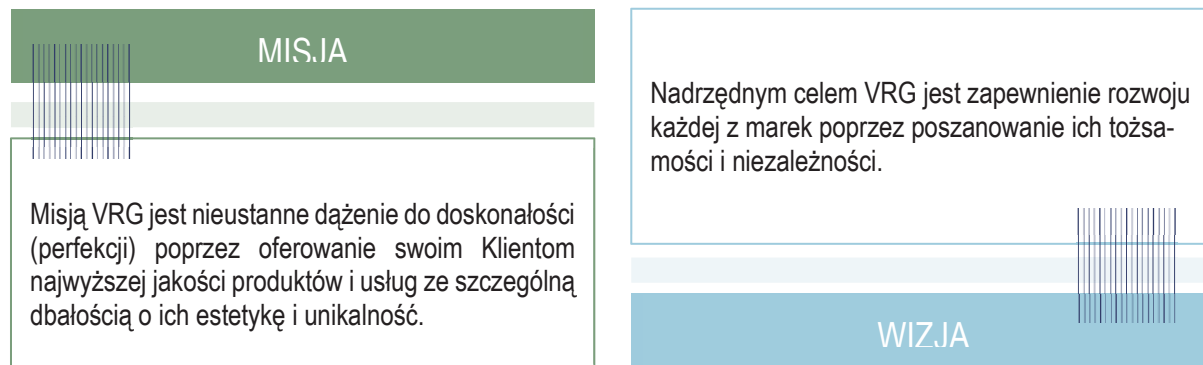 MISJA
Misją VRG jest nieustanne dążenie do doskonałości
(perfekcji) poprzez oferowanie swoim Klientom
najwyższej jakości produktów i usług ze szczególną
dbałością o ich estetykę i unikalność.
Nadrzędnym celem VRG jest zapewnienie rozwoju
każdej z marek poprzez poszanowanie ich tożsa-
mości i niezależności.
WIZJA